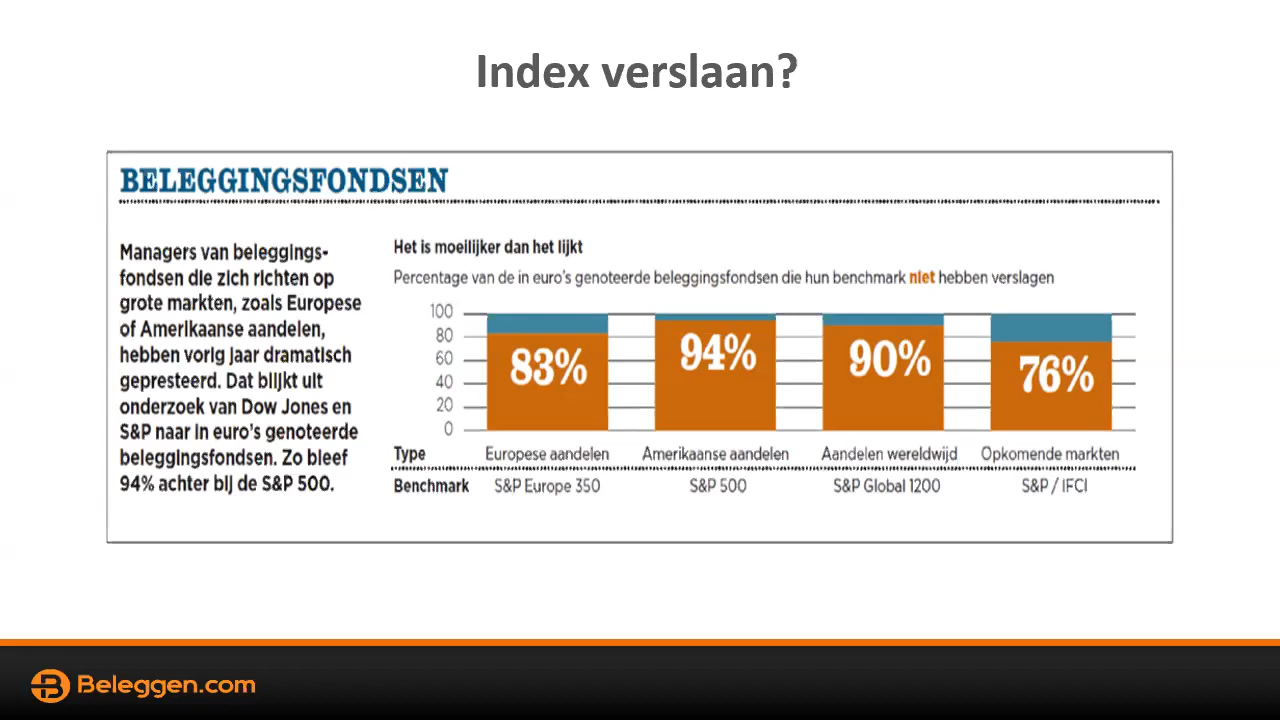 Index verslaan?
BELEGGINGSFONDSEN
Managers van beleggings-
fondsen die zich richten op
grote markten, zoals Europese
of Amerikaanse aandelen,
hebben vorig jaar dramatisch
gepresteerd. Dat blijkt uit
onderzoek van Dow Jones en
S&P naar in euro's genoteerde
beleggingsfondsen. Zo bleef
94% achter bij de S&P 500.
Het is moeilijker dan het lijkt
Percentage van de in euro's genoteerde beleggingsfondsen die hun benchmark niet hebben verslagen
100
80
60
40
20
0
83% 94% 90% 76%
Type Europese aandelen Amerikaanse aandelen Aandelen wereldwijd Opkomende markten
Benchmark S&P Europe 350 S&P 500 S&P Global 1200 S&P / IFCI
Beleggen.com